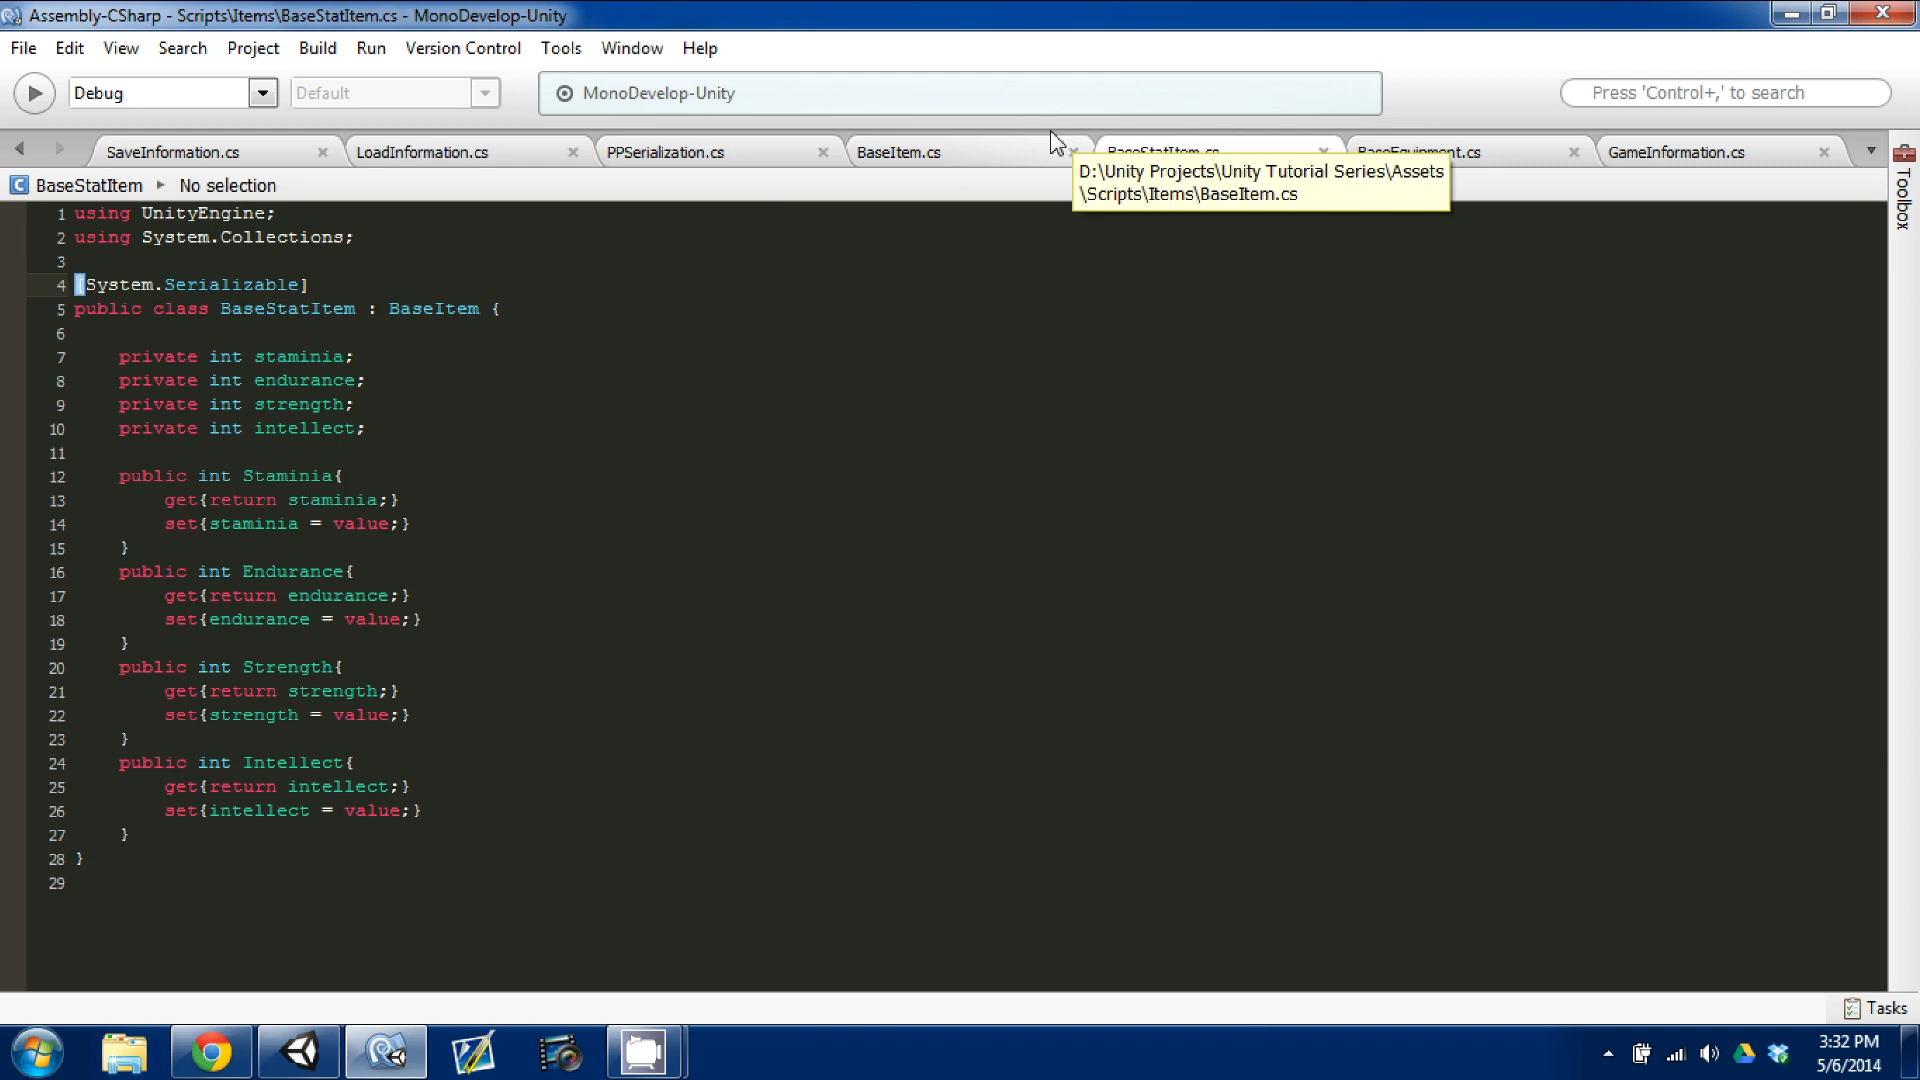 Assembly-CSharp - Scripts\Items\BaseStatItem.cs - MonoDevelop-Unity
File Edit View Search Project Build Run Version Control Tools Window Help
Debug Default MonoDevelop-Unity Press 'Control+,' to search
SaveInformation.cs LoadInformation.cs PPSerialization.cs BaseItem.cs BaseStatItem.cs BaseEquipment.cs GameInformation.cs
D:\Unity Projects\Unity Tutorial Series\Assets
\Scripts\Items\BaseItem.cs
BaseStatItem No selection
Toolbox
1 using UnityEngine;
2 using System.Collections;
3
4 [System.Serializable]
5 public class BaseStatItem : BaseItem {
6
7 private int staminia;
8 private int endurance;
9 private int strength;
10 private int intellect;
11
12 public int Staminia{
13 get{return staminia;}
14 set{staminia = value;}
15 }
16 public int Endurance{
17 get{return endurance;}
18 set{endurance = value;}
19 }
20 public int Strength{
21 get{return strength;}
22 set{strength = value;}
23 }
24 public int Intellect{
25 get{return intellect;}
26 set{intellect = value;}
27 }
28 }
29
Tasks
3:32 PM
5/6/2014